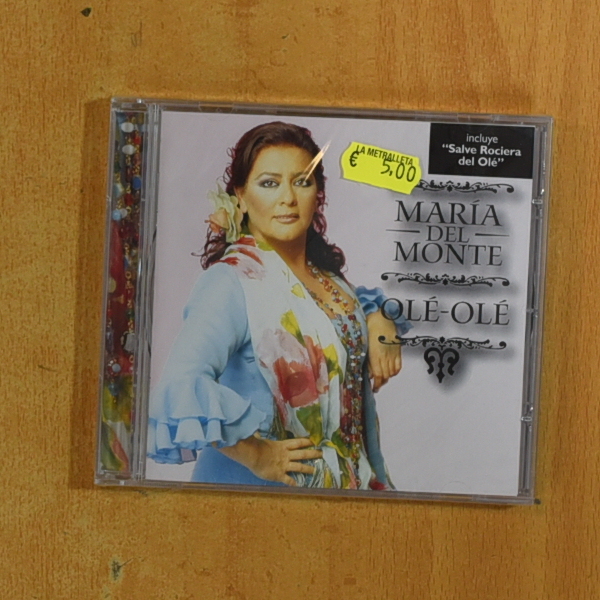 LA METRALLETA
€ 5,00
incluye
"Salve Rociera
del Olé"
MARÍA
DEL
MONTE
OLÉ-OLÉ